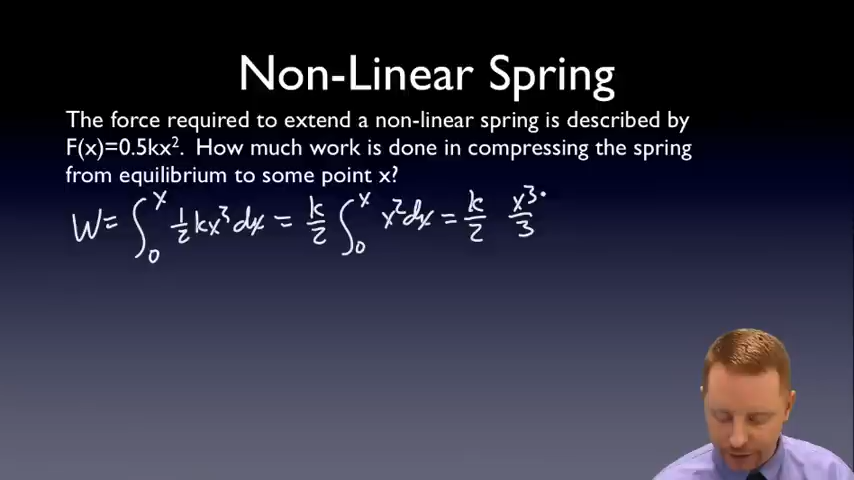 Non-Linear Spring
The force required to extend a non-linear spring is described by
F(x)=0.5kx². How much work is done in compressing the spring
from equilibrium to some point x?
W= ∫₀ˣ ½kx³dx = k/2 ∫₀ˣ x²dx = k/2 x³/3